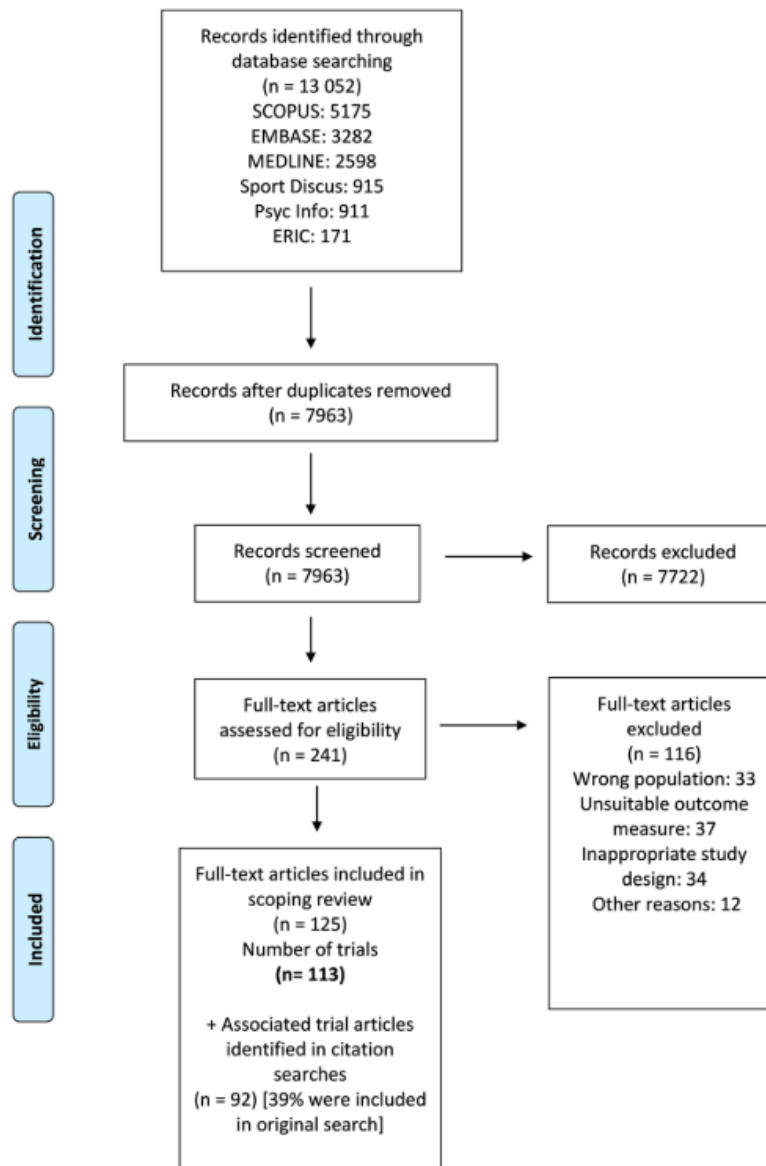 Records identified through
database searching
(n = 13 052)
SCOPUS: 5175
EMBASE: 3282
MEDLINE: 2598
Sport Discus: 915
Psyc Info: 911
ERIC: 171
Identification
Records after duplicates removed
(n = 7963)
Screening
Records screened
(n = 7963)
Records excluded
(n = 7722)
Eligibility
Full-text articles
assessed for eligibility
(n = 241)
Full-text articles
excluded
(n = 116)
Wrong population: 33
Unsuitable outcome
measure: 37
Inappropriate study
design: 34
Other reasons: 12
Included
Full-text articles included in
scoping review
(n = 125)
Number of trials
(n= 113)
+ Associated trial articles
identified in citation
searches
(n = 92) [39% were included
in original search]